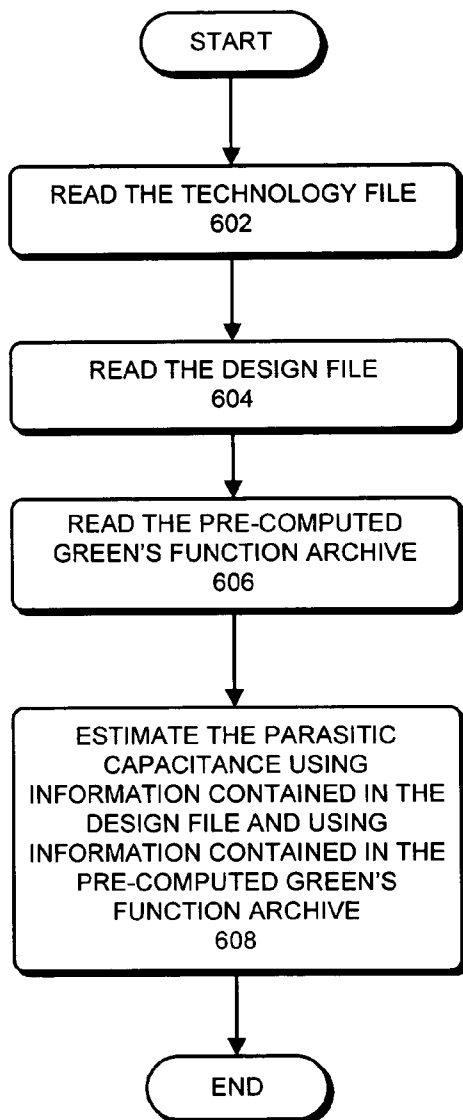 START
READ THE TECHNOLOGY FILE
602
READ THE DESIGN FILE
604
READ THE PRE-COMPUTED
GREEN'S FUNCTION ARCHIVE
606
ESTIMATE THE PARASITIC
CAPACITANCE USING
INFORMATION CONTAINED IN THE
DESIGN FILE AND USING
INFORMATION CONTAINED IN THE
PRE-COMPUTED GREEN'S
FUNCTION ARCHIVE
608
END